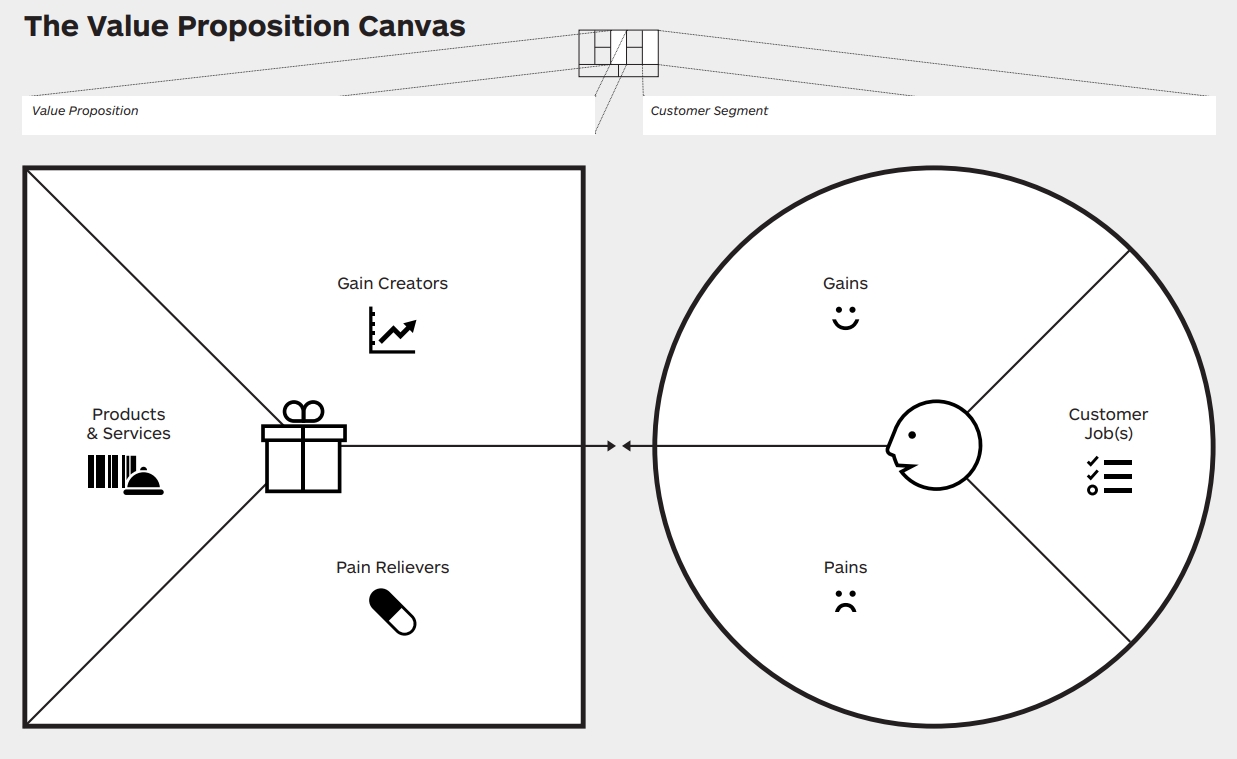 The Value Proposition Canvas
Value Proposition
Customer Segment
Gain Creators
Products
& Services
Pain Relievers
Gains
Customer
Job(s)
Pains